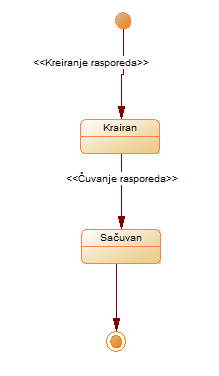 <<Kreiranje rasporeda>>
Krairan
<<Čuvanje rasporeda>>
Sačuvan